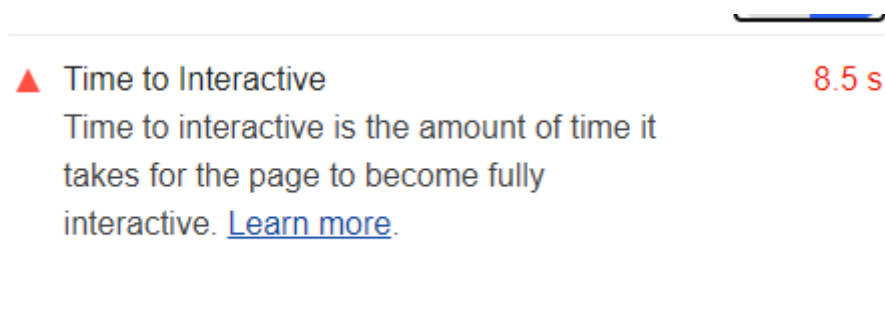 Time to Interactive 8.5 s
Time to interactive is the amount of time it
takes for the page to become fully
interactive. Learn more.